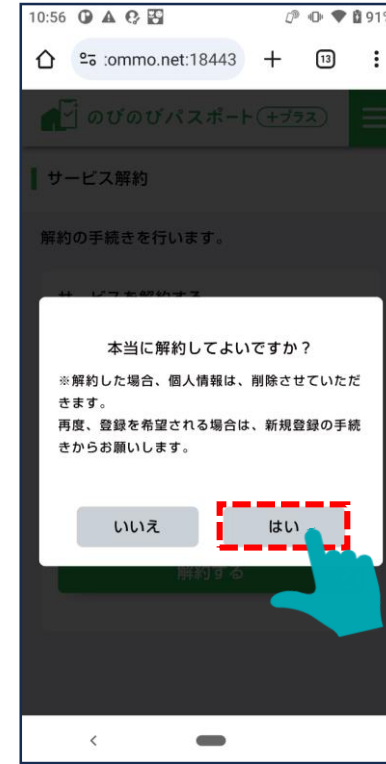 10:56 91%
:ommo.net:18443 13
のびのびパスポート +プラス
サービス解約
解約の手続きを行います。
サービスを解約する
本当に解約してよいですか？
※解約した場合、個人情報は、削除させていただ
きます。
再度、登録を希望される場合は、新規登録の手続
きからお願いします。
いいえ はい
解約する